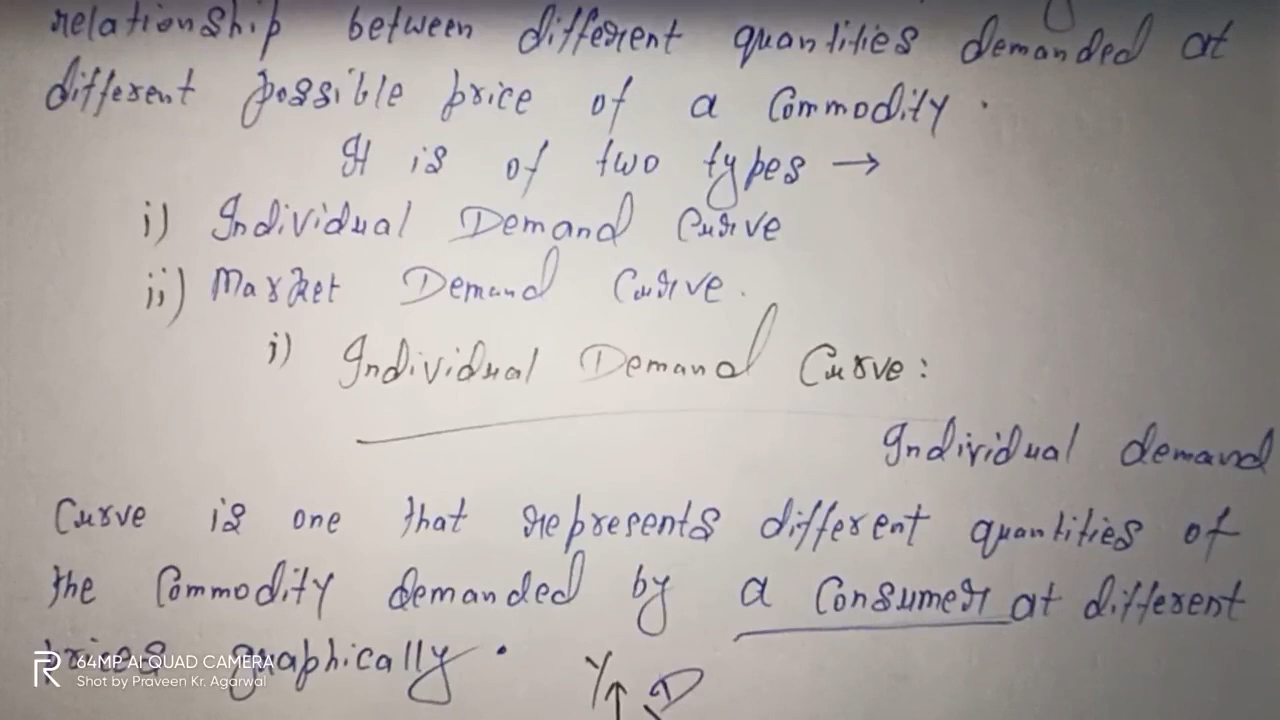 relationship between different quantities demanded at
different possible price of a Commodity.
It is of two types →
i) Individual Demand Curve
ii) Market Demand Curve.
i) Individual Demand Curve:
Individual demand
Curve is one that represents different quantities of
the Commodity demanded by a Consumer at different
prices graphically.
Y D
64MP AI QUAD CAMERA
Shot by Praveen Kr. Agarwal